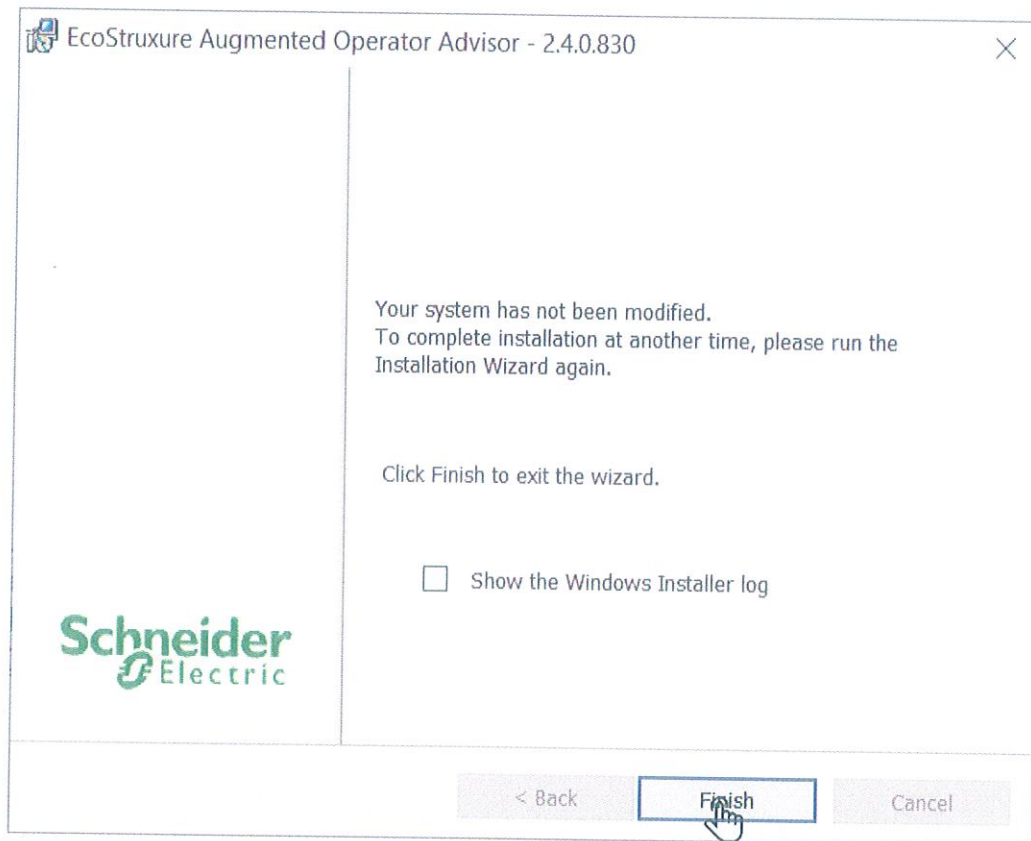 EcoStruxure Augmented Operator Advisor - 2.4.0.830
Your system has not been modified.
To complete installation at another time, please run the
Installation Wizard again.
Click Finish to exit the wizard.
Show the Windows Installer log
Schneider
Electric
< Back
Finish
Cancel